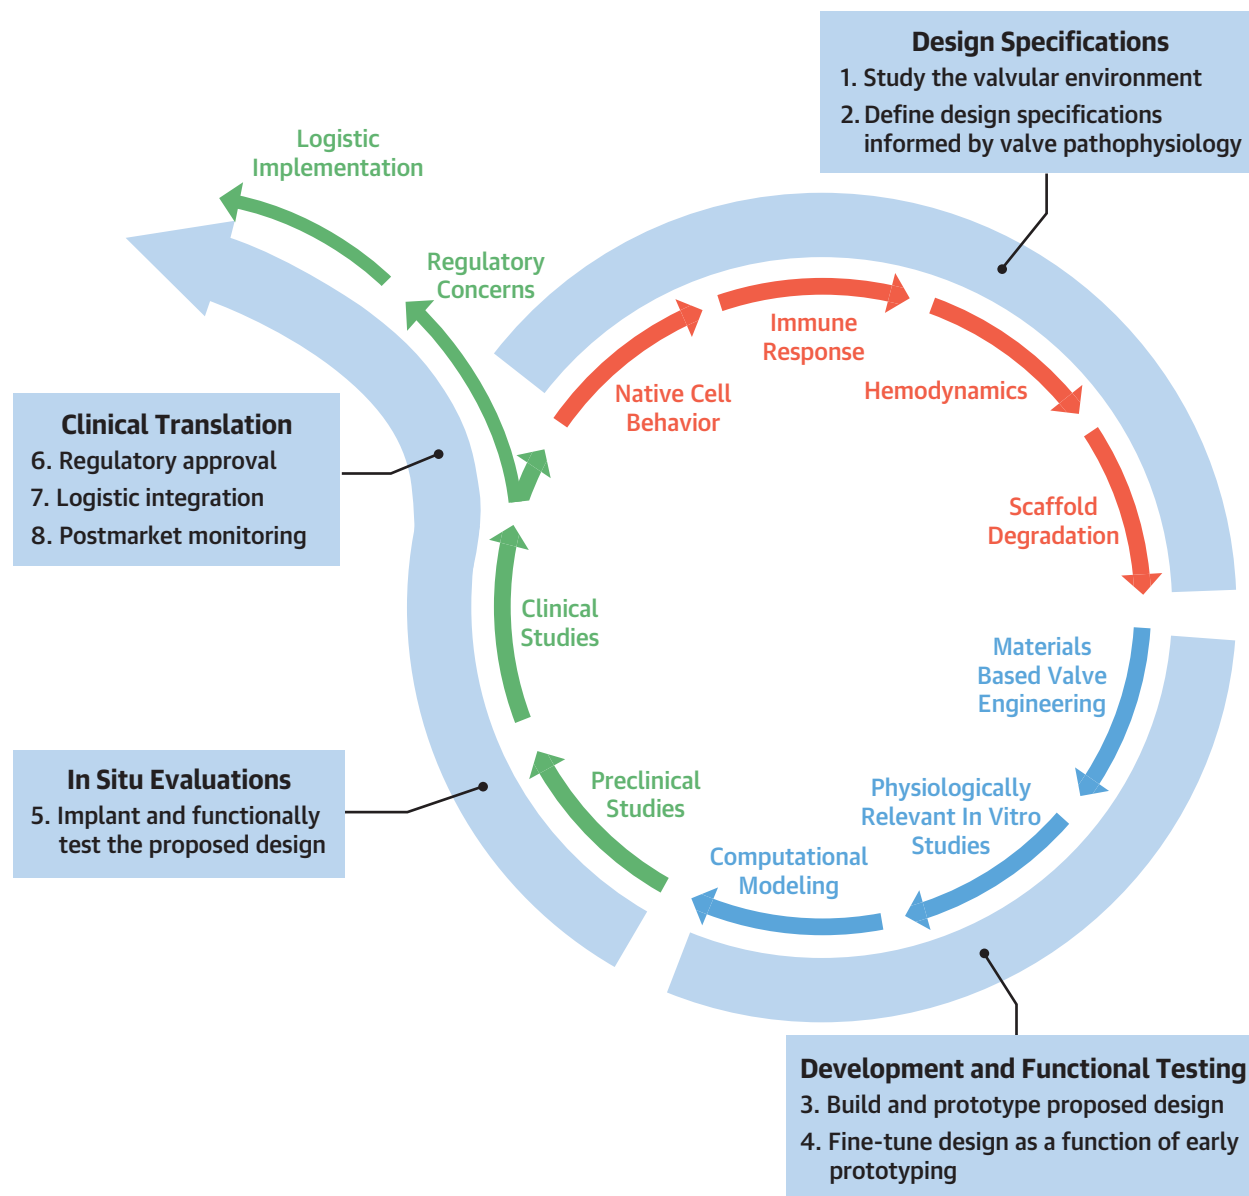 Design Specifications
1. Study the valvular environment
2. Define design specifications
informed by valve pathophysiology
Logistic
Implementation
Regulatory
Concerns
Native Cell
Behavior
Immune
Response
Hemodynamics
Scaffold
Degradation
Materials
Based Valve
Engineering
Physiologically
Relevant In Vitro
Studies
Computational
Modeling
Preclinical
Studies
Clinical
Studies
Clinical Translation
6. Regulatory approval
7. Logistic integration
8. Postmarket monitoring
In Situ Evaluations
5. Implant and functionally
test the proposed design
Development and Functional Testing
3. Build and prototype proposed design
4. Fine-tune design as a function of early
prototyping